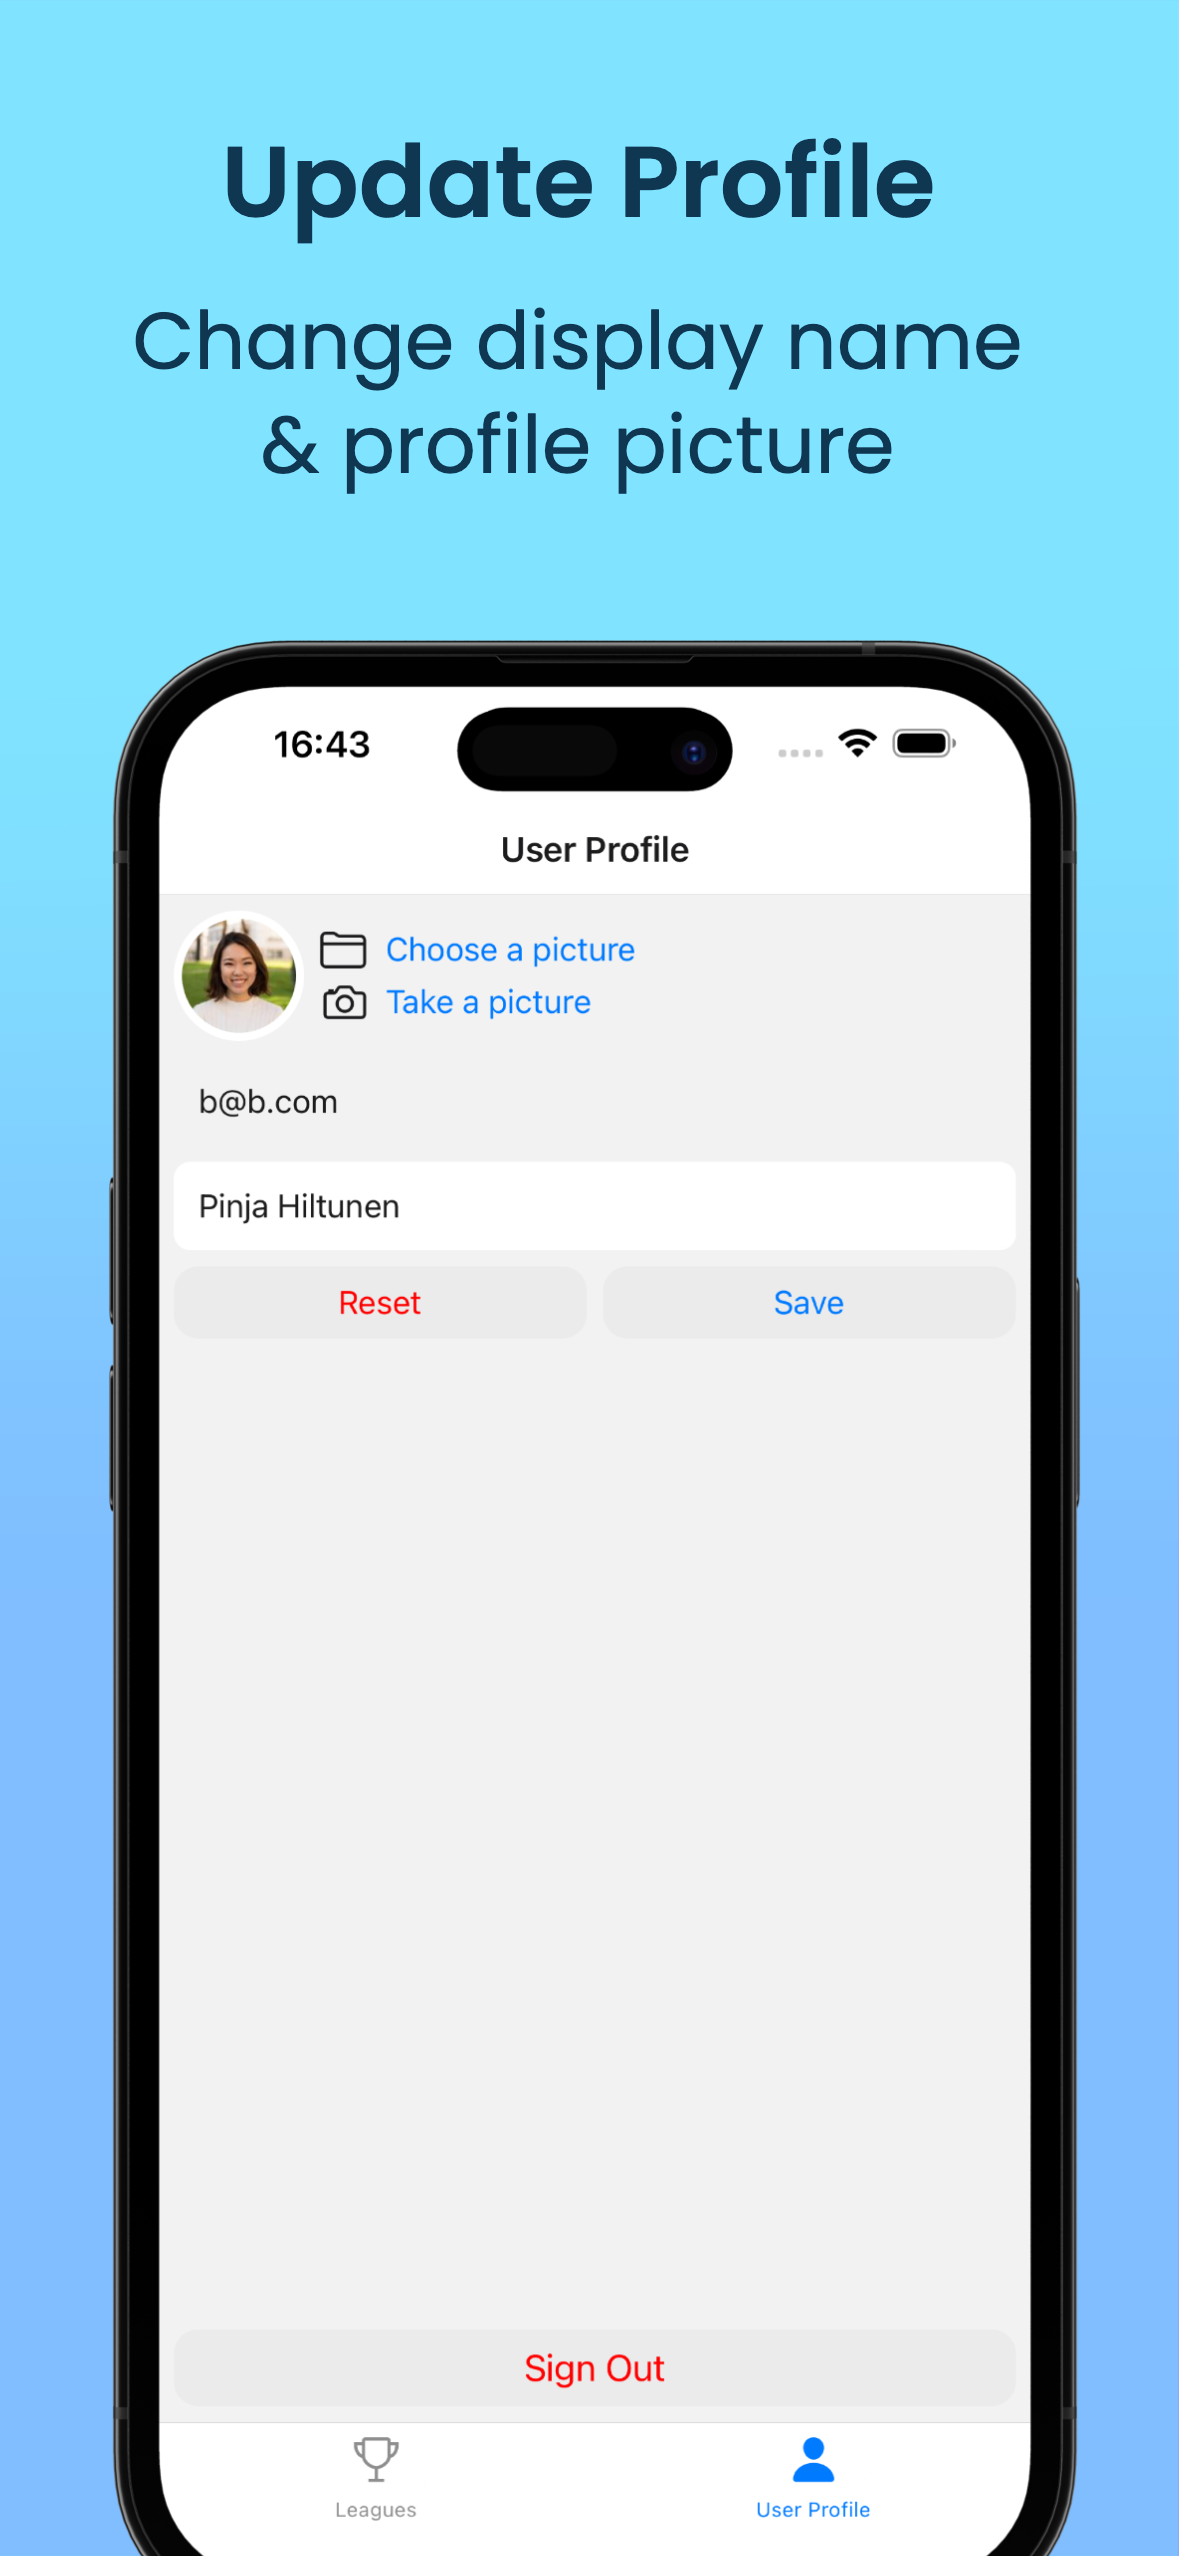 Update Profile
Change display name
& profile picture
16:43
User Profile
Choose a picture
Take a picture
b@b.com
Pinja Hiltunen
Reset Save
Sign Out
Leagues User Profile